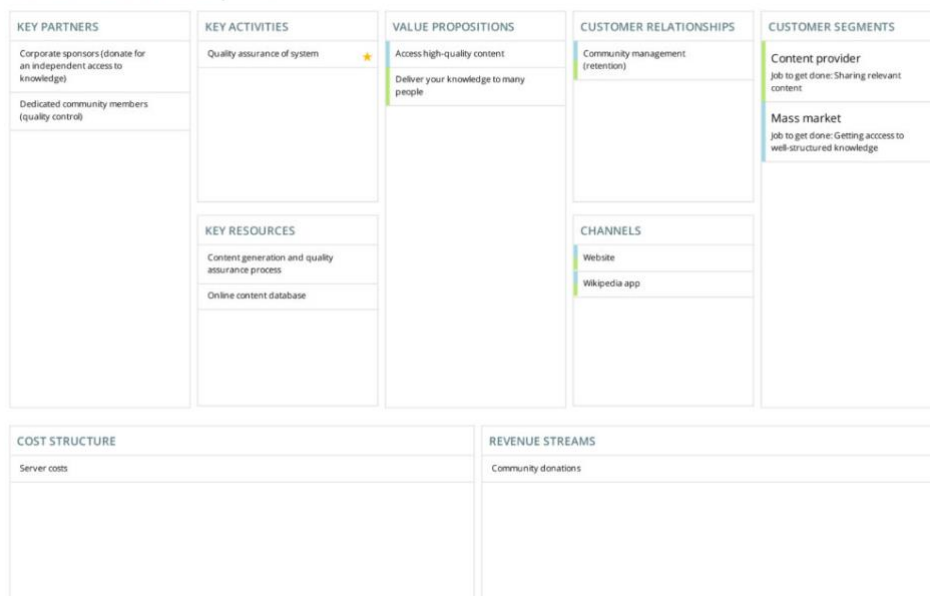 KEY PARTNERS
Corporate sponsors (donate for
an independent access to
knowledge)
Dedicated community members
(quality control)
KEY ACTIVITIES
Quality assurance of system
KEY RESOURCES
Content generation and quality
assurance process
Online content database
VALUE PROPOSITIONS
Access high-quality content
Deliver your knowledge to many
people
CUSTOMER RELATIONSHIPS
Community management
(retention)
CHANNELS
Website
Wikipedia app
CUSTOMER SEGMENTS
Content provider
Job to get done: Sharing relevant
content
Mass market
Job to get done: Getting acccess to
well-structured knowledge
COST STRUCTURE
Server costs
REVENUE STREAMS
Community donations